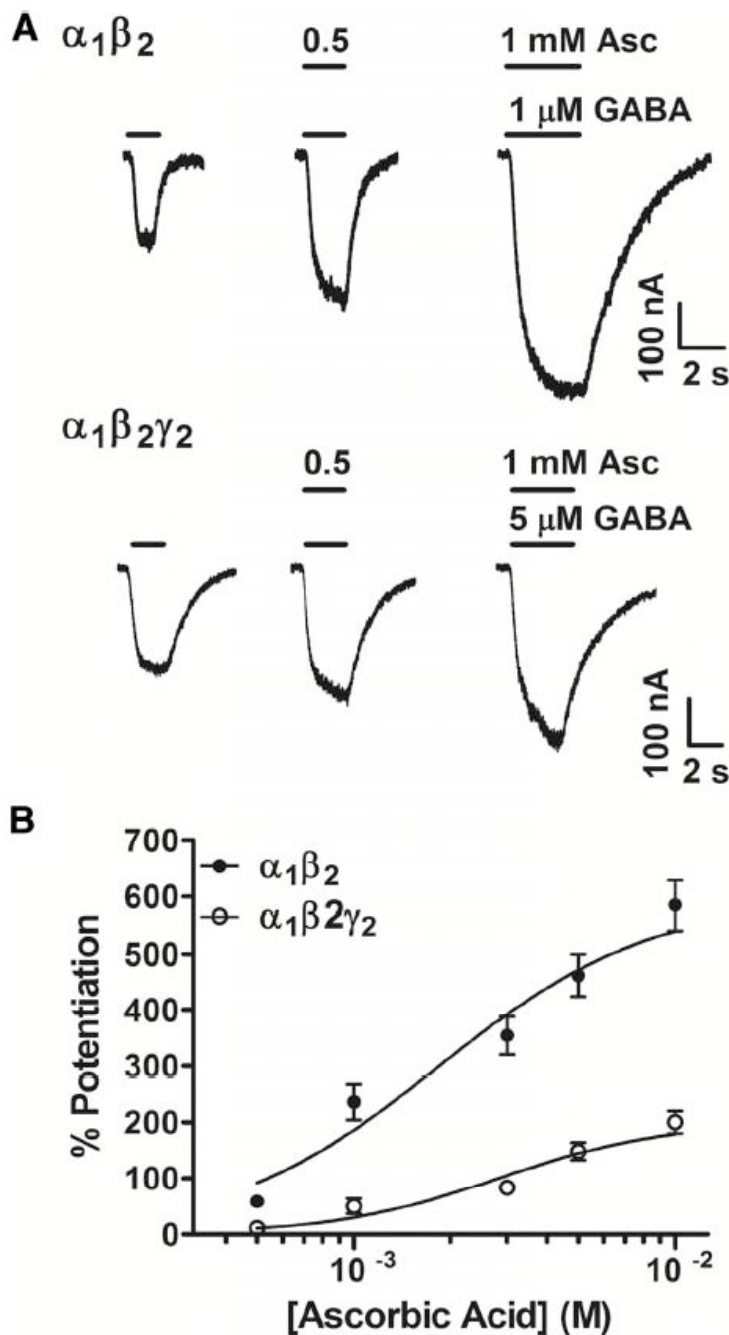 A
α1β2
0.5
1 mM Asc
1 μM GABA
100 nA
2 s
α1β2γ2
0.5
1 mM Asc
5 μM GABA
100 nA
2 s
B
700
600
500
400
300
200
100
0
% Potentiation
α1β2
α1β2γ2
10⁻³
10⁻²
[Ascorbic Acid] (M)